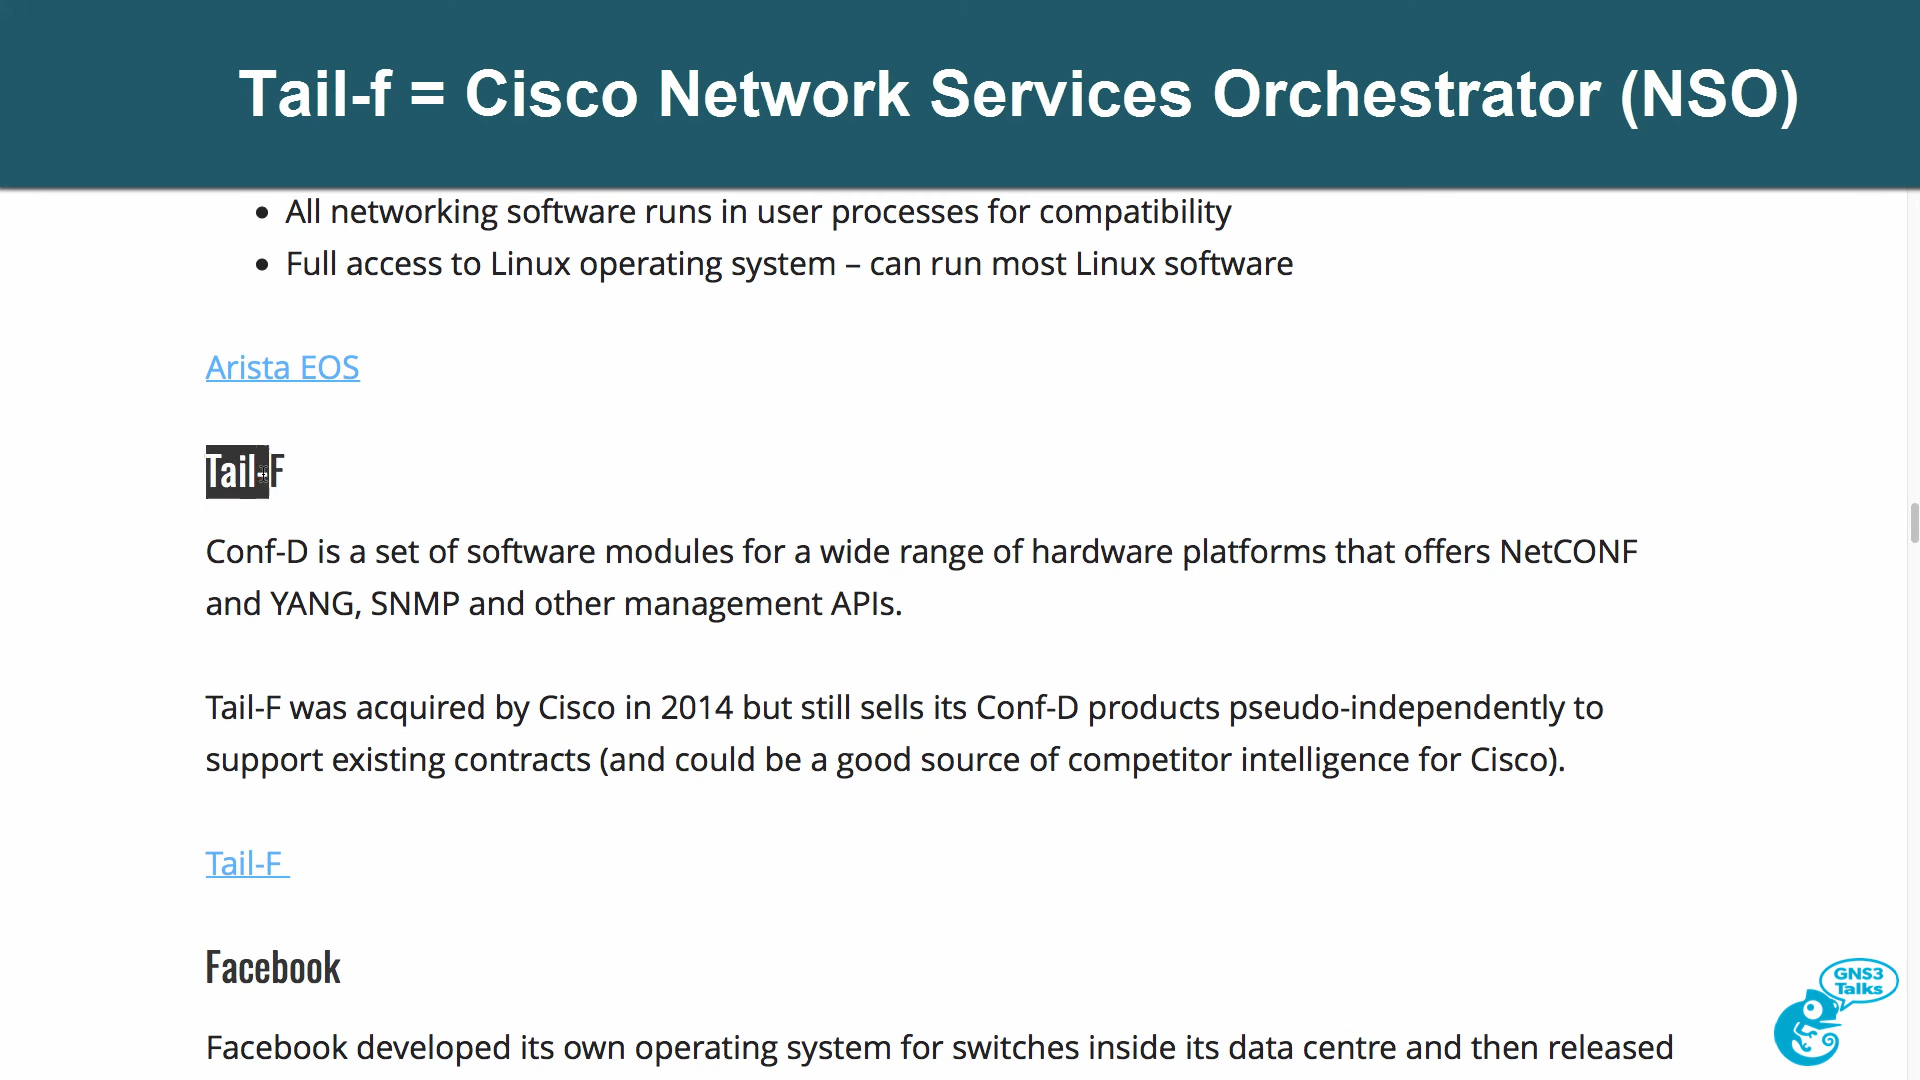 Tail-f = Cisco Network Services Orchestrator (NSO)
All networking software runs in user processes for compatibility
Full access to Linux operating system – can run most Linux software
Arista EOS
Tail-F
Conf-D is a set of software modules for a wide range of hardware platforms that offers NetCONF
and YANG, SNMP and other management APIs.
Tail-F was acquired by Cisco in 2014 but still sells its Conf-D products pseudo-independently to
support existing contracts (and could be a good source of competitor intelligence for Cisco).
Tail-F
Facebook
Facebook developed its own operating system for switches inside its data centre and then released
GNS3
Talks